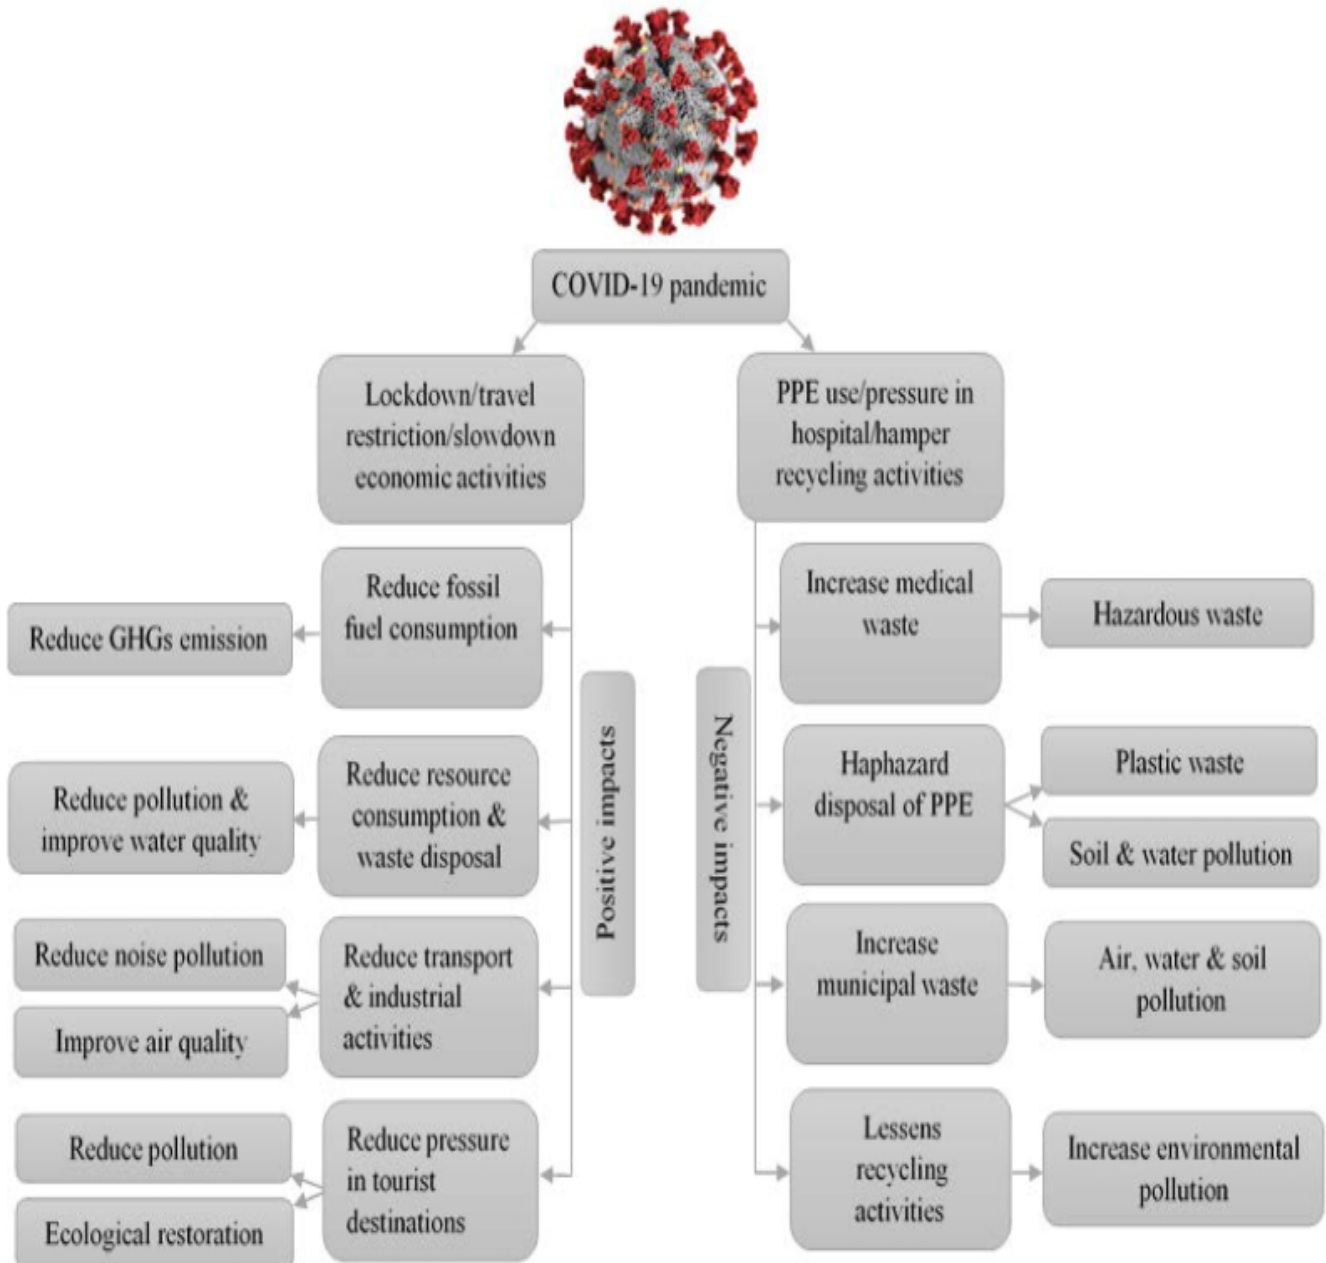 COVID-19 pandemic
Lockdown/travel
restriction/slowdown
economic activities
PPE use/pressure in
hospital/hamper
recycling activities
Positive impacts
Reduce fossil
fuel consumption
Reduce GHGs emission
Reduce resource
consumption &
waste disposal
Reduce pollution &
improve water quality
Reduce transport
& industrial
activities
Reduce noise pollution
Improve air quality
Reduce pressure
in tourist
destinations
Reduce pollution
Ecological restoration
Negative impacts
Increase medical
waste
Hazardous waste
Haphazard
disposal of PPE
Plastic waste
Soil & water pollution
Increase
municipal waste
Air, water & soil
pollution
Lessens
recycling
activities
Increase environmental
pollution